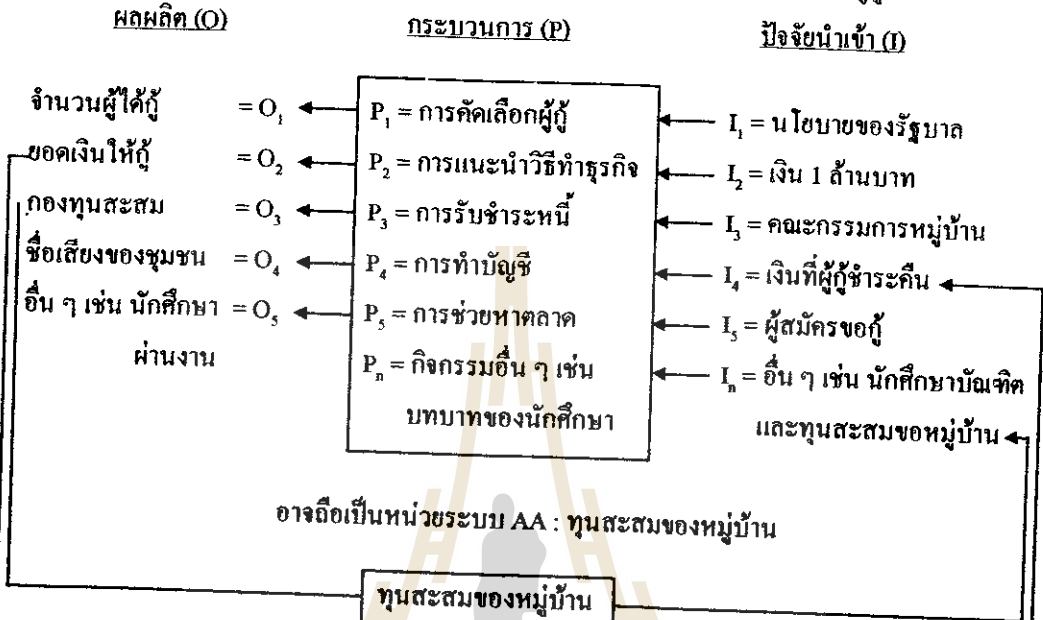 ผลผลิต (O) กระบวนการ (P) ปัจจัยนำเข้า (I)
จำนวนผู้ได้กู้ = O₁ P₁ = การคัดเลือกผู้กู้ I₁ = นโยบายของรัฐบาล
ยอดเงินให้กู้ = O₂ P₂ = การแนะนำวิธีทำธุรกิจ I₂ = เงิน 1 ล้านบาท
กองทุนสะสม = O₃ P₃ = การรับชำระหนี้ I₃ = คณะกรรมการหมู่บ้าน
ชื่อเสียงของชุมชน = O₄ P₄ = การทำบัญชี I₄ = เงินที่ผู้กู้ชำระคืน
อื่น ๆ เช่น นักศึกษา = O₅ P₅ = การช่วยหาตลาด I₅ = ผู้สมัครขอกู้
ผ่านงาน Pₙ = กิจกรรมอื่น ๆ เช่น Iₙ = อื่น ๆ เช่น นักศึกษาบัณฑิต
บทบาทของนักศึกษา และทุนสะสมขอหมู่บ้าน
อาจถือเป็นหน่วยระบบ AA : ทุนสะสมของหมู่บ้าน
ทุนสะสมของหมู่บ้าน